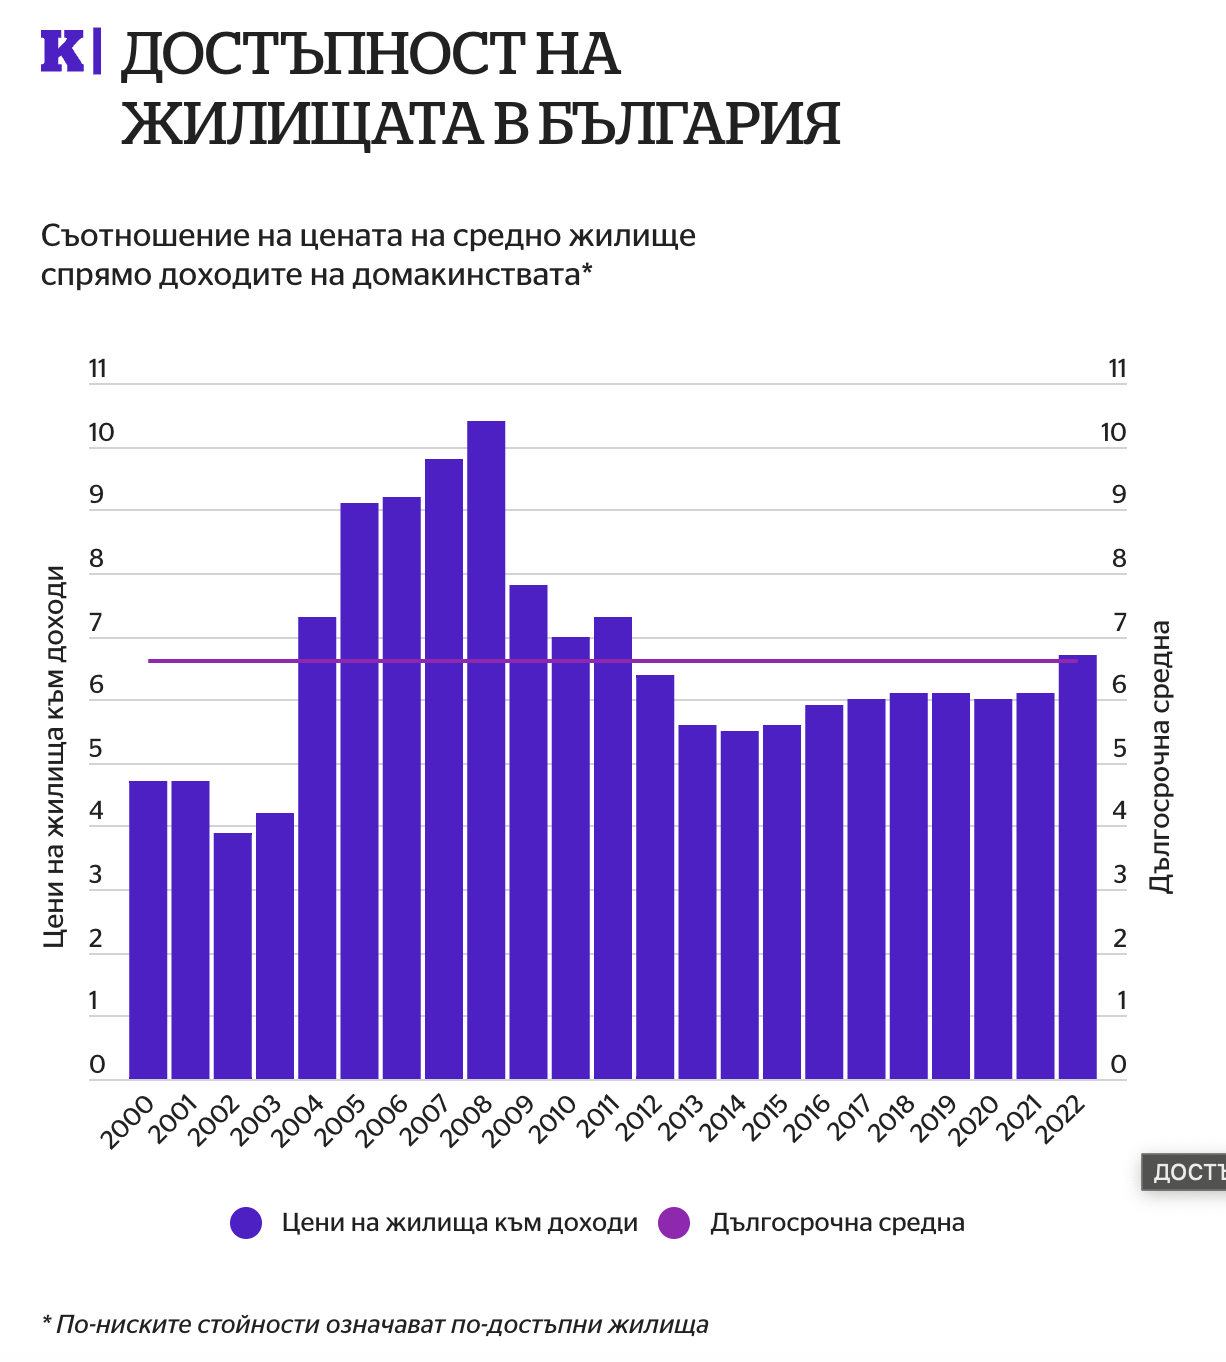 K| ДОСТЪПНОСТ НА
ЖИЛИЩАТА В БЪЛГАРИЯ
Съотношение на цената на средно жилище
спрямо доходите на домакинствата*
Цени на жилища към доходи
11
10
9
8
7
6
5
4
3
2
1
0
11
10
9
8
7
6
5
4
3
2
1
0
Дългосрочна средна
2000 2001 2002 2003 2004 2005 2006 2007 2008 2009 2010 2011 2012 2013 2014 2015 2016 2017 2018 2019 2020 2021 2022
ДОСТЪ
Цени на жилища към доходи Дългосрочна средна
* По-ниските стойности означават по-достъпни жилища